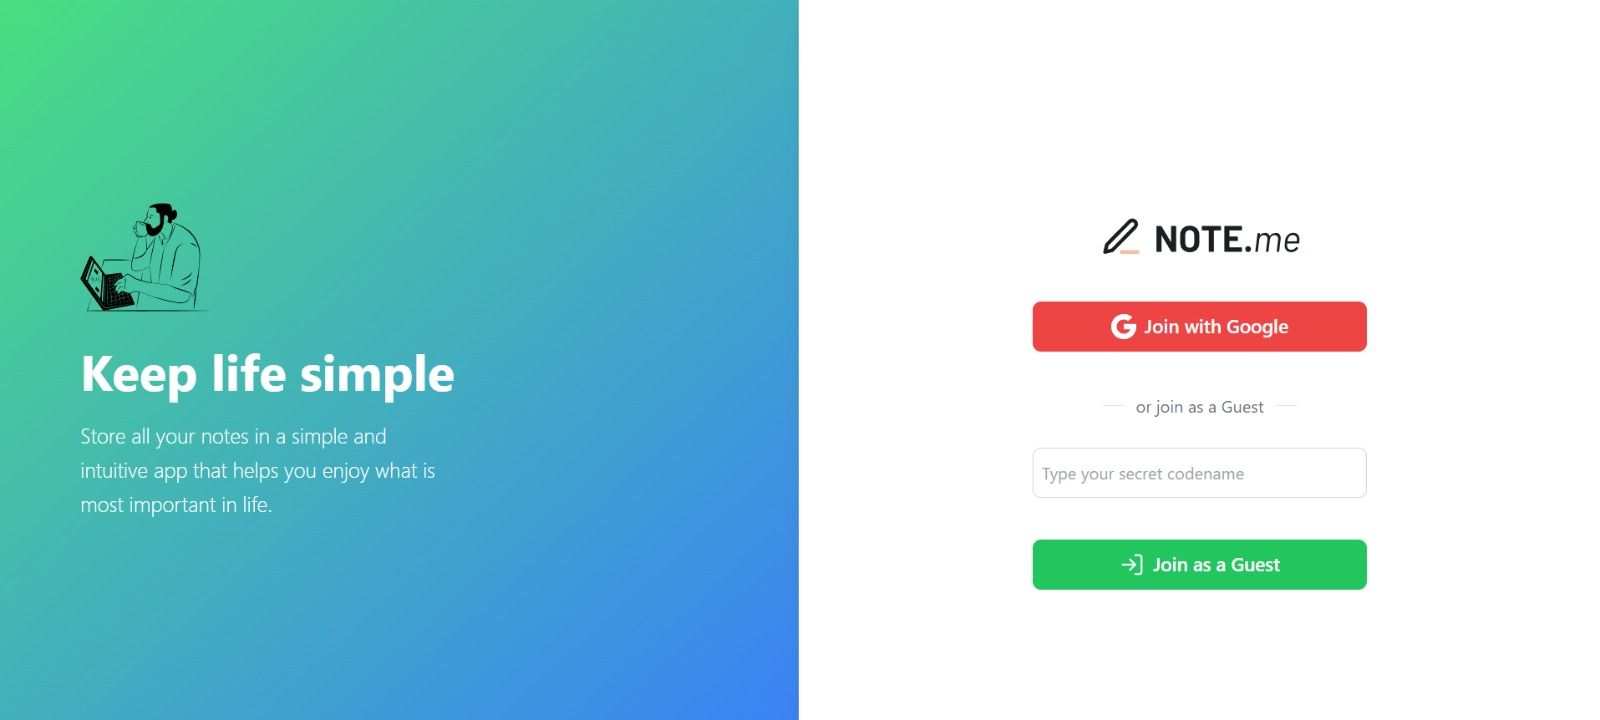 Keep life simple
Store all your notes in a simple and
intuitive app that helps you enjoy what is
most important in life.
NOTE.me
Join with Google
or join as a Guest
Type your secret codename
Join as a Guest